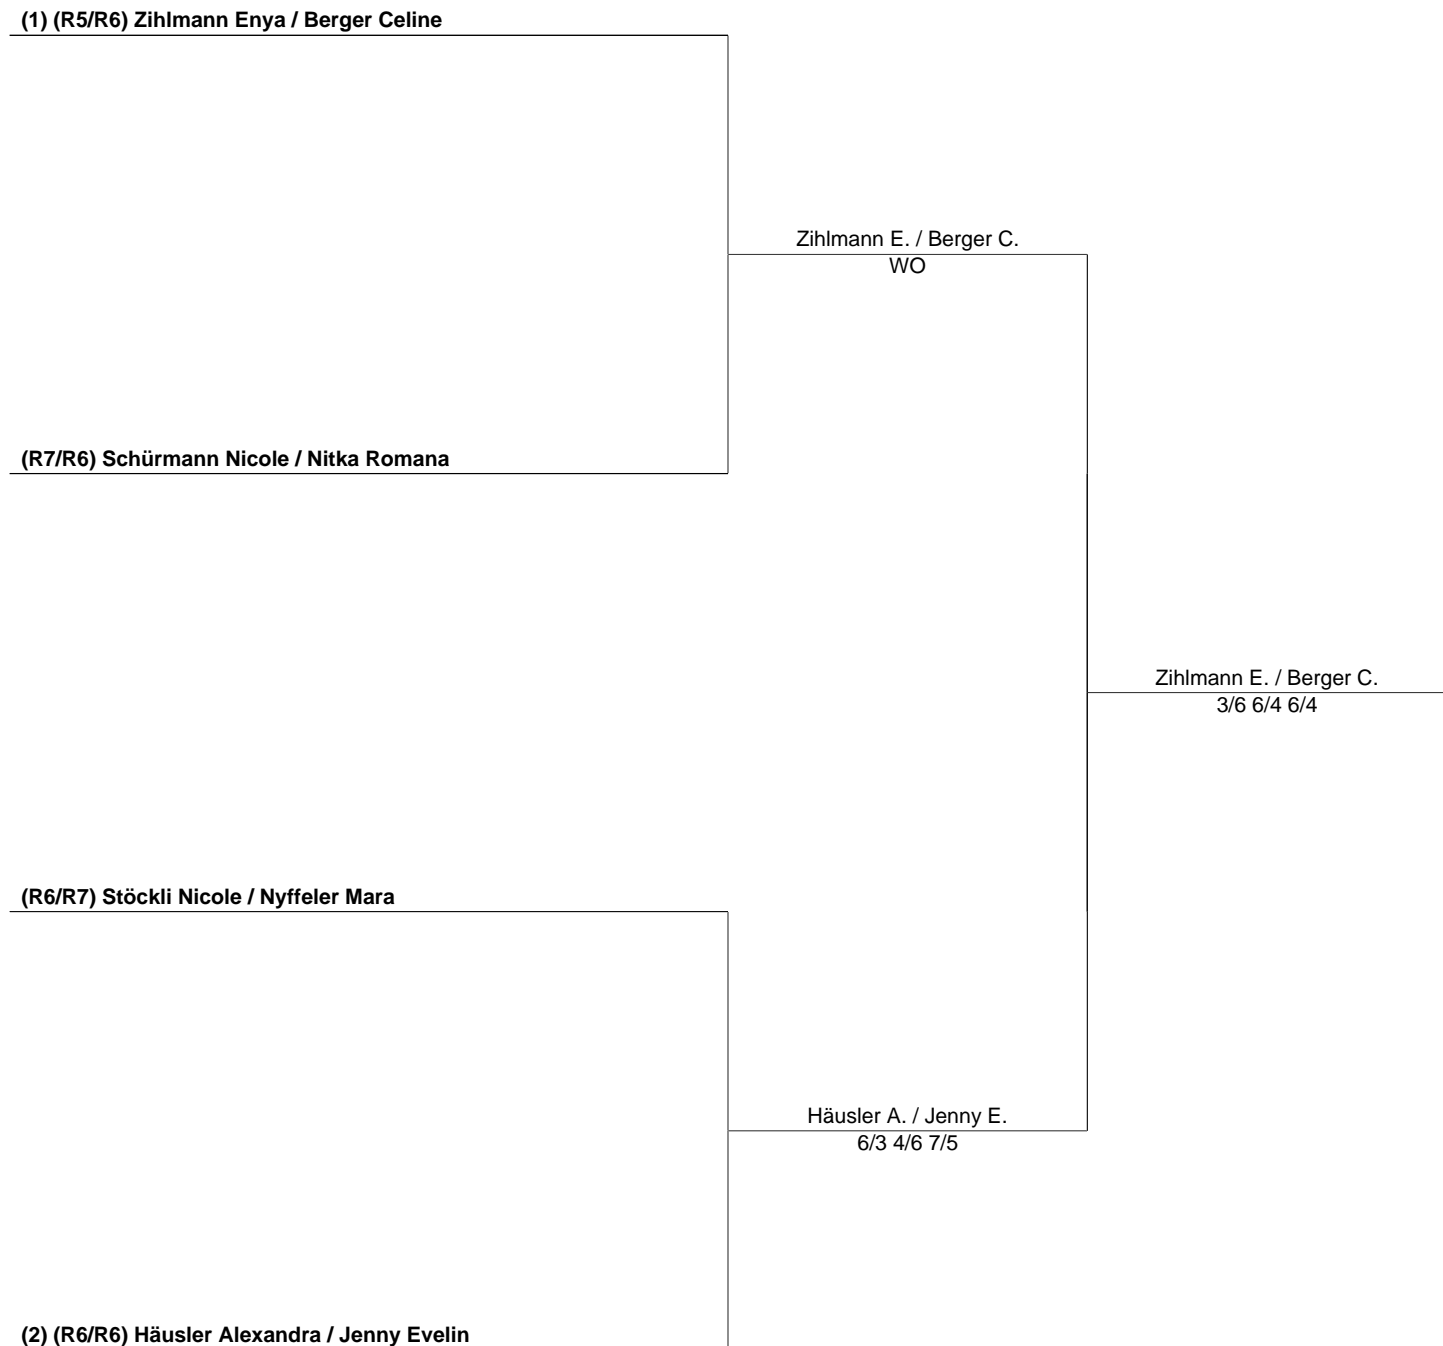 (1) (R5/R6) Zihlmann Enya / Berger Celine
Zihlmann E. / Berger C.
WO
(R7/R6) Schürmann Nicole / Nitka Romana
Zihlmann E. / Berger C.
3/6 6/4 6/4
(R6/R7) Stöckli Nicole / Nyffeler Mara
Häusler A. / Jenny E.
6/3 4/6 7/5
(2) (R6/R6) Häusler Alexandra / Jenny Evelin